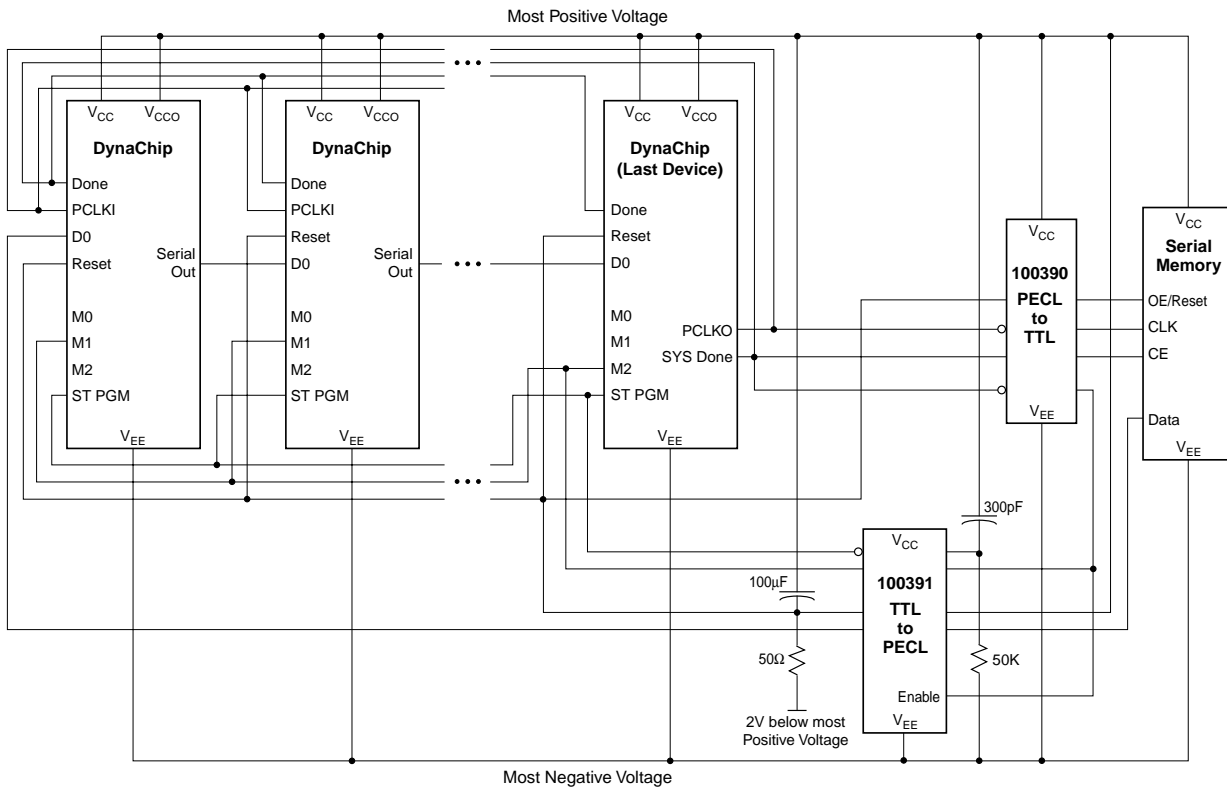 Most Positive Voltage
VCC VCCO
DynaChip
Done
PCLKI
D0
Reset
Serial
Out
M0
M1
M2
ST PGM
VEE
VCC VCCO
DynaChip
Done
PCLKI
Reset
D0
Serial
Out
M0
M1
M2
ST PGM
VEE
VCC VCCO
DynaChip
(Last Device)
Done
Reset
D0
M0
M1
M2
ST PGM
PCLKO
SYS Done
VEE
VCC
100390
PECL
to
TTL
VEE
VCC
Serial
Memory
OE/Reset
CLK
CE
Data
VEE
300pF
100µF
50Ω
2V below most
Positive Voltage
VCC
100391
TTL
to
PECL
Enable
VEE
50K
Most Negative Voltage